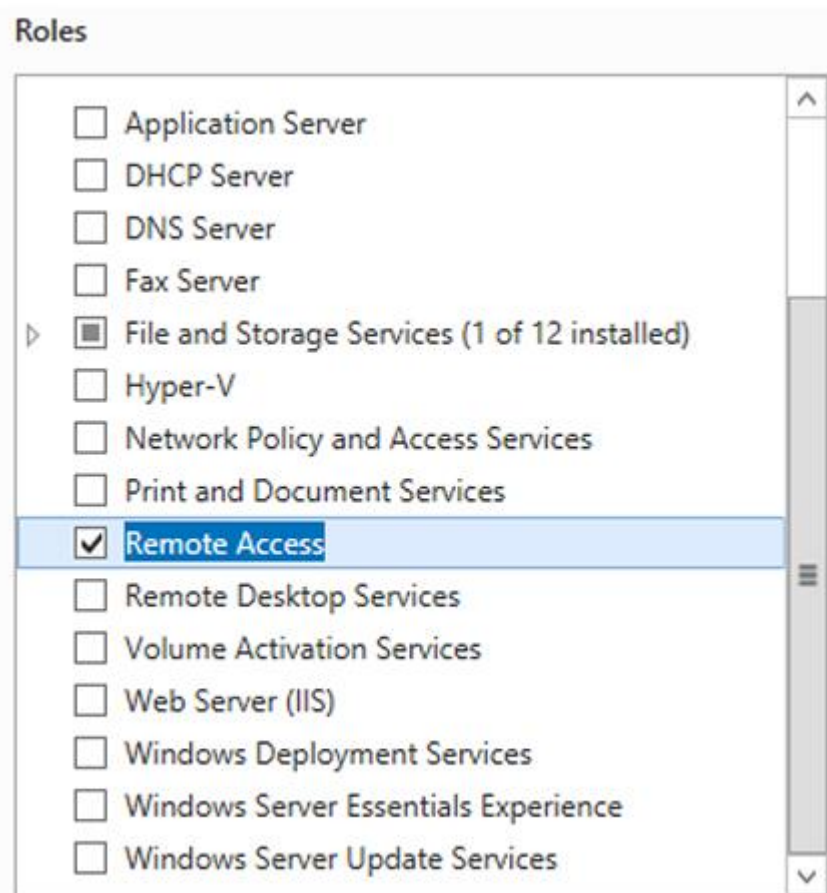 Roles
Application Server
DHCP Server
DNS Server
Fax Server
File and Storage Services (1 of 12 installed)
Hyper-V
Network Policy and Access Services
Print and Document Services
Remote Access
Remote Desktop Services
Volume Activation Services
Web Server (IIS)
Windows Deployment Services
Windows Server Essentials Experience
Windows Server Update Services